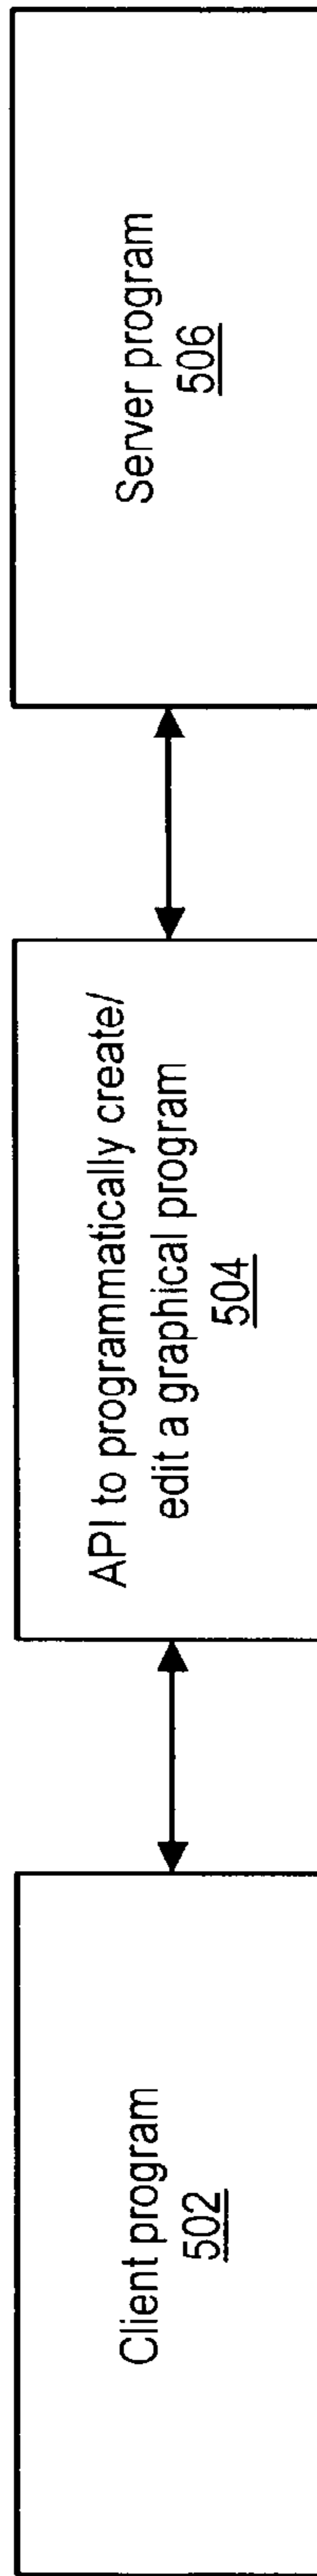 Client program
502
API to programmatically create/
edit a graphical program
504
Server program
506